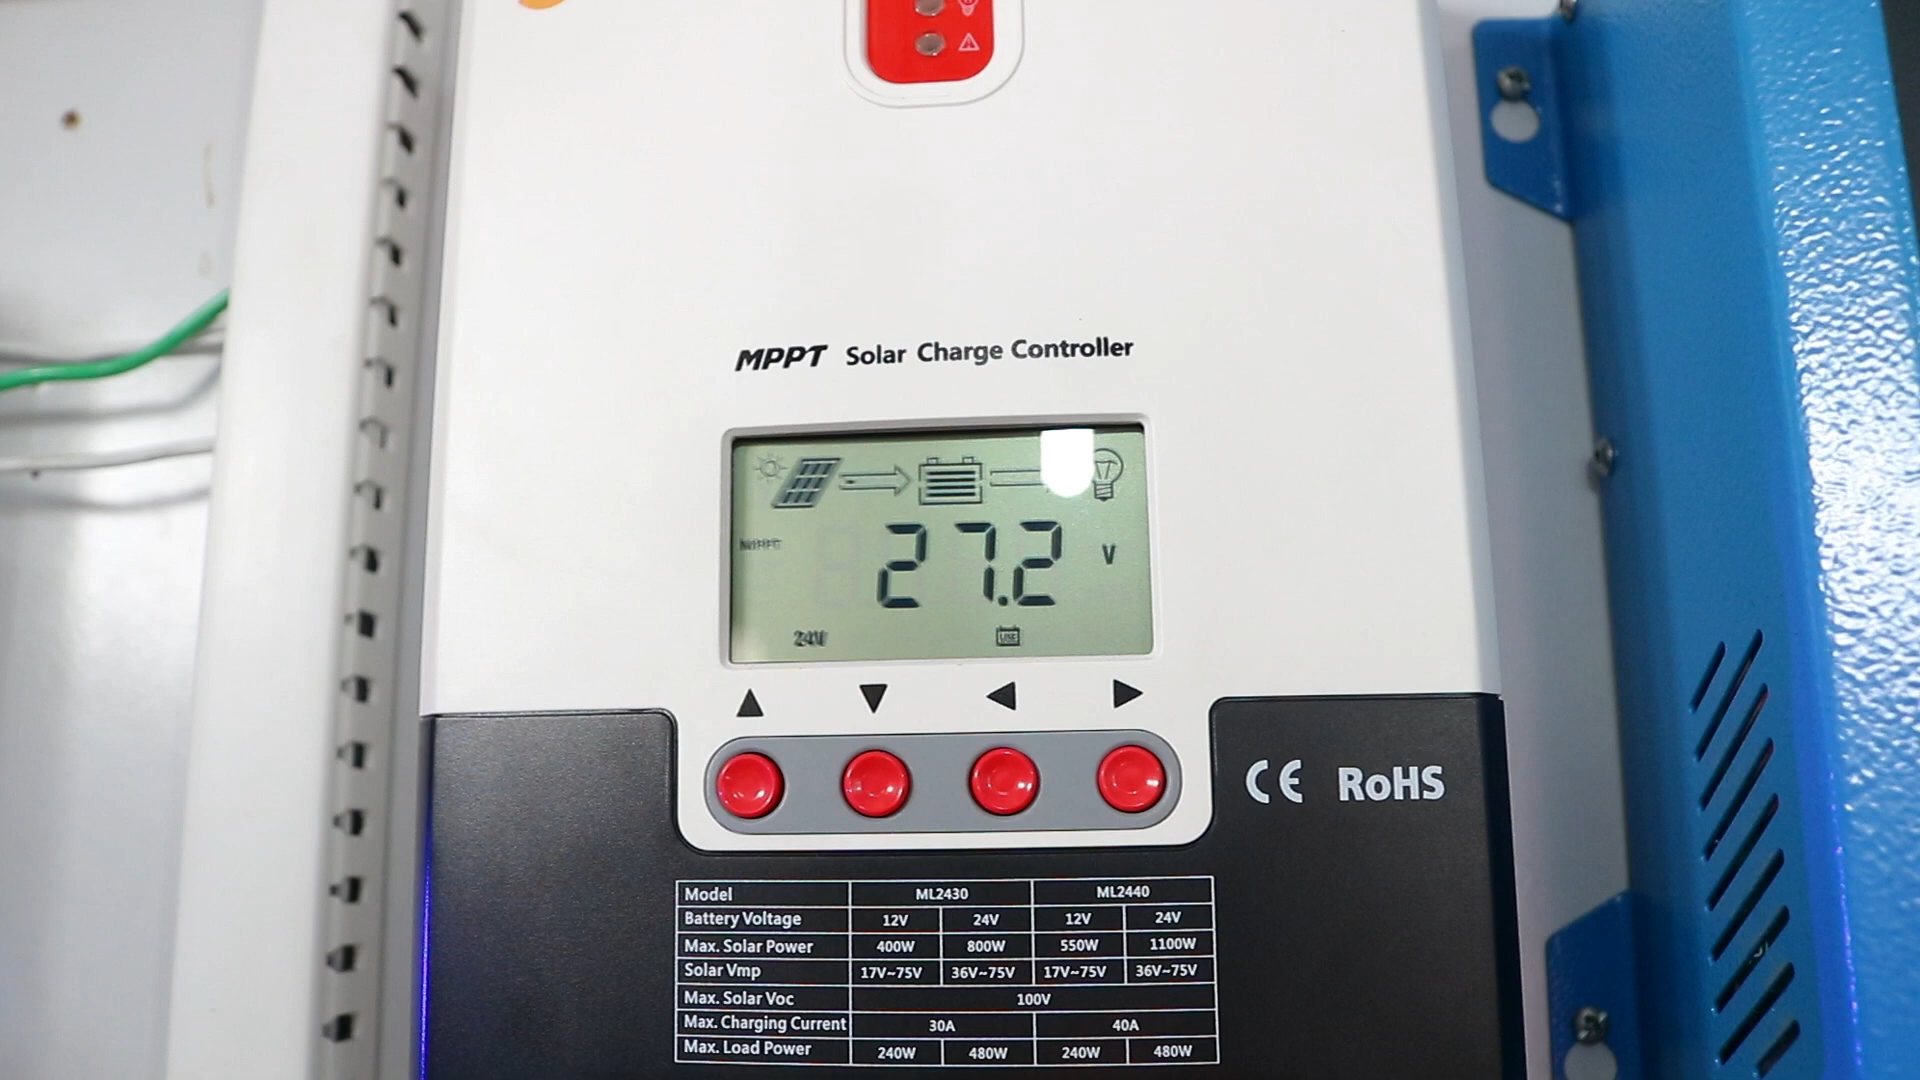 MPPT Solar Charge Controller
27.2 V
24V USE
CE RoHS
Model ML2430 ML2440
Battery Voltage 12V 24V 12V 24V
Max. Solar Power 400W 800W 550W 1100W
Solar Vmp 17V~75V 36V~75V 17V~75V 36V~75V
Max. Solar Voc 100V
Max. Charging Current 30A 40A
Max. Load Power 240W 480W 240W 480W